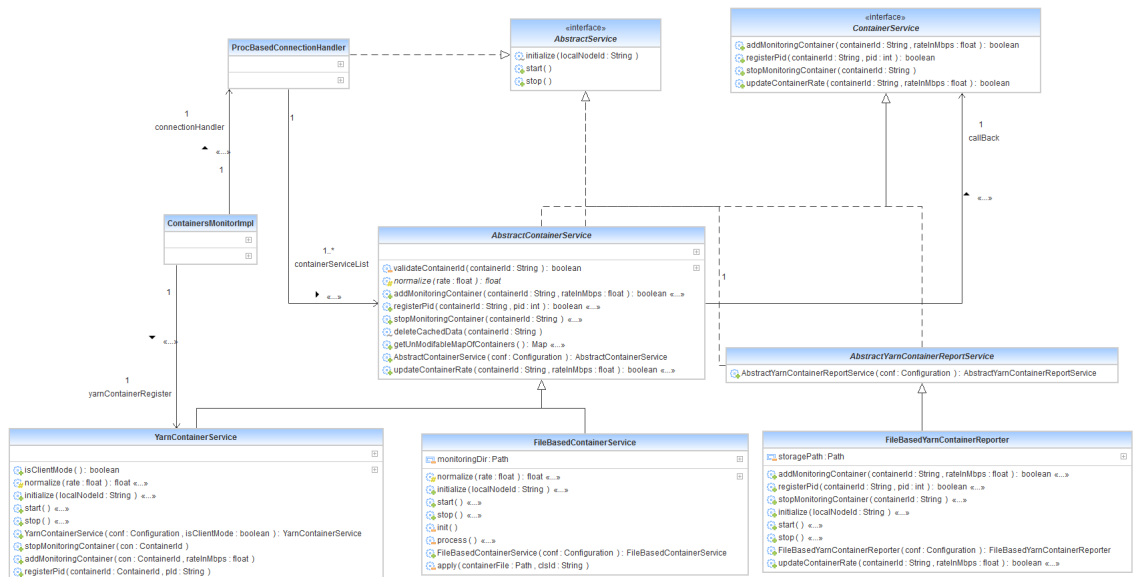 «interface»
AbstractService
initialize ( localNodeId : String )
start ( )
stop ( )
«interface»
ContainerService
addMonitoringContainer ( containerId : String , rateInMbps : float ) : boolean
registerPid ( containerId : String , pid : int ) : boolean
stopMonitoringContainer ( containerId : String )
updateContainerRate ( containerId : String , rateInMbps : float ) : boolean
ProcBasedConnectionHandler
1
connectionHandler
«...»
1
1
1
callBack
«...»
ContainersMonitorImpl
1..*
containerServiceList
«...»
AbstractContainerService
validateContainerId ( containerId : String ) : boolean
normalize ( rate : float ) : float
addMonitoringContainer ( containerId : String , rateInMbps : float ) : boolean «...»
registerPid ( containerId : String , pid : int ) : boolean «...»
stopMonitoringContainer ( containerId : String ) «...»
deleteCachedData ( containerId : String )
getUnModifableMapOfContainers ( ) : Map «...»
AbstractContainerService ( conf : Configuration ) : AbstractContainerService
updateContainerRate ( containerId : String , rateInMbps : float ) : boolean «...»
1
1
«...»
1
yarnContainerRegister
AbstractYarnContainerReportService
AbstractYarnContainerReportService ( conf : Configuration ) : AbstractYarnContainerReportService
YarnContainerService
isClientMode ( ) : boolean
normalize ( rate : float ) : float «...»
initialize ( localNodeId : String ) «...»
start ( ) «...»
stop ( ) «...»
YarnContainerService ( conf : Configuration , isClientMode : boolean ) : YarnContainerService
stopMonitoringContainer ( con : ContainerId )
addMonitoringContainer ( con : ContainerId , rateInMbps : float )
registerPid ( containerId : ContainerId , pId : String )
FileBasedContainerService
monitoringDir : Path
normalize ( rate : float ) : float «...»
initialize ( localNodeId : String ) «...»
start ( ) «...»
stop ( ) «...»
init ( )
process ( ) «...»
FileBasedContainerService ( conf : Configuration ) : FileBasedContainerService
apply ( containerFile : Path , clsId : String )
FileBasedYarnContainerReporter
storagePath : Path
addMonitoringContainer ( containerId : String , rateInMbps : float ) : boolean «...»
registerPid ( containerId : String , pid : int ) : boolean «...»
stopMonitoringContainer ( containerId : String ) «...»
initialize ( localNodeId : String ) «...»
start ( ) «...»
stop ( ) «...»
FileBasedYarnContainerReporter ( conf : Configuration ) : FileBasedYarnContainerReporter
updateContainerRate ( containerId : String , rateInMbps : float ) : boolean «...»